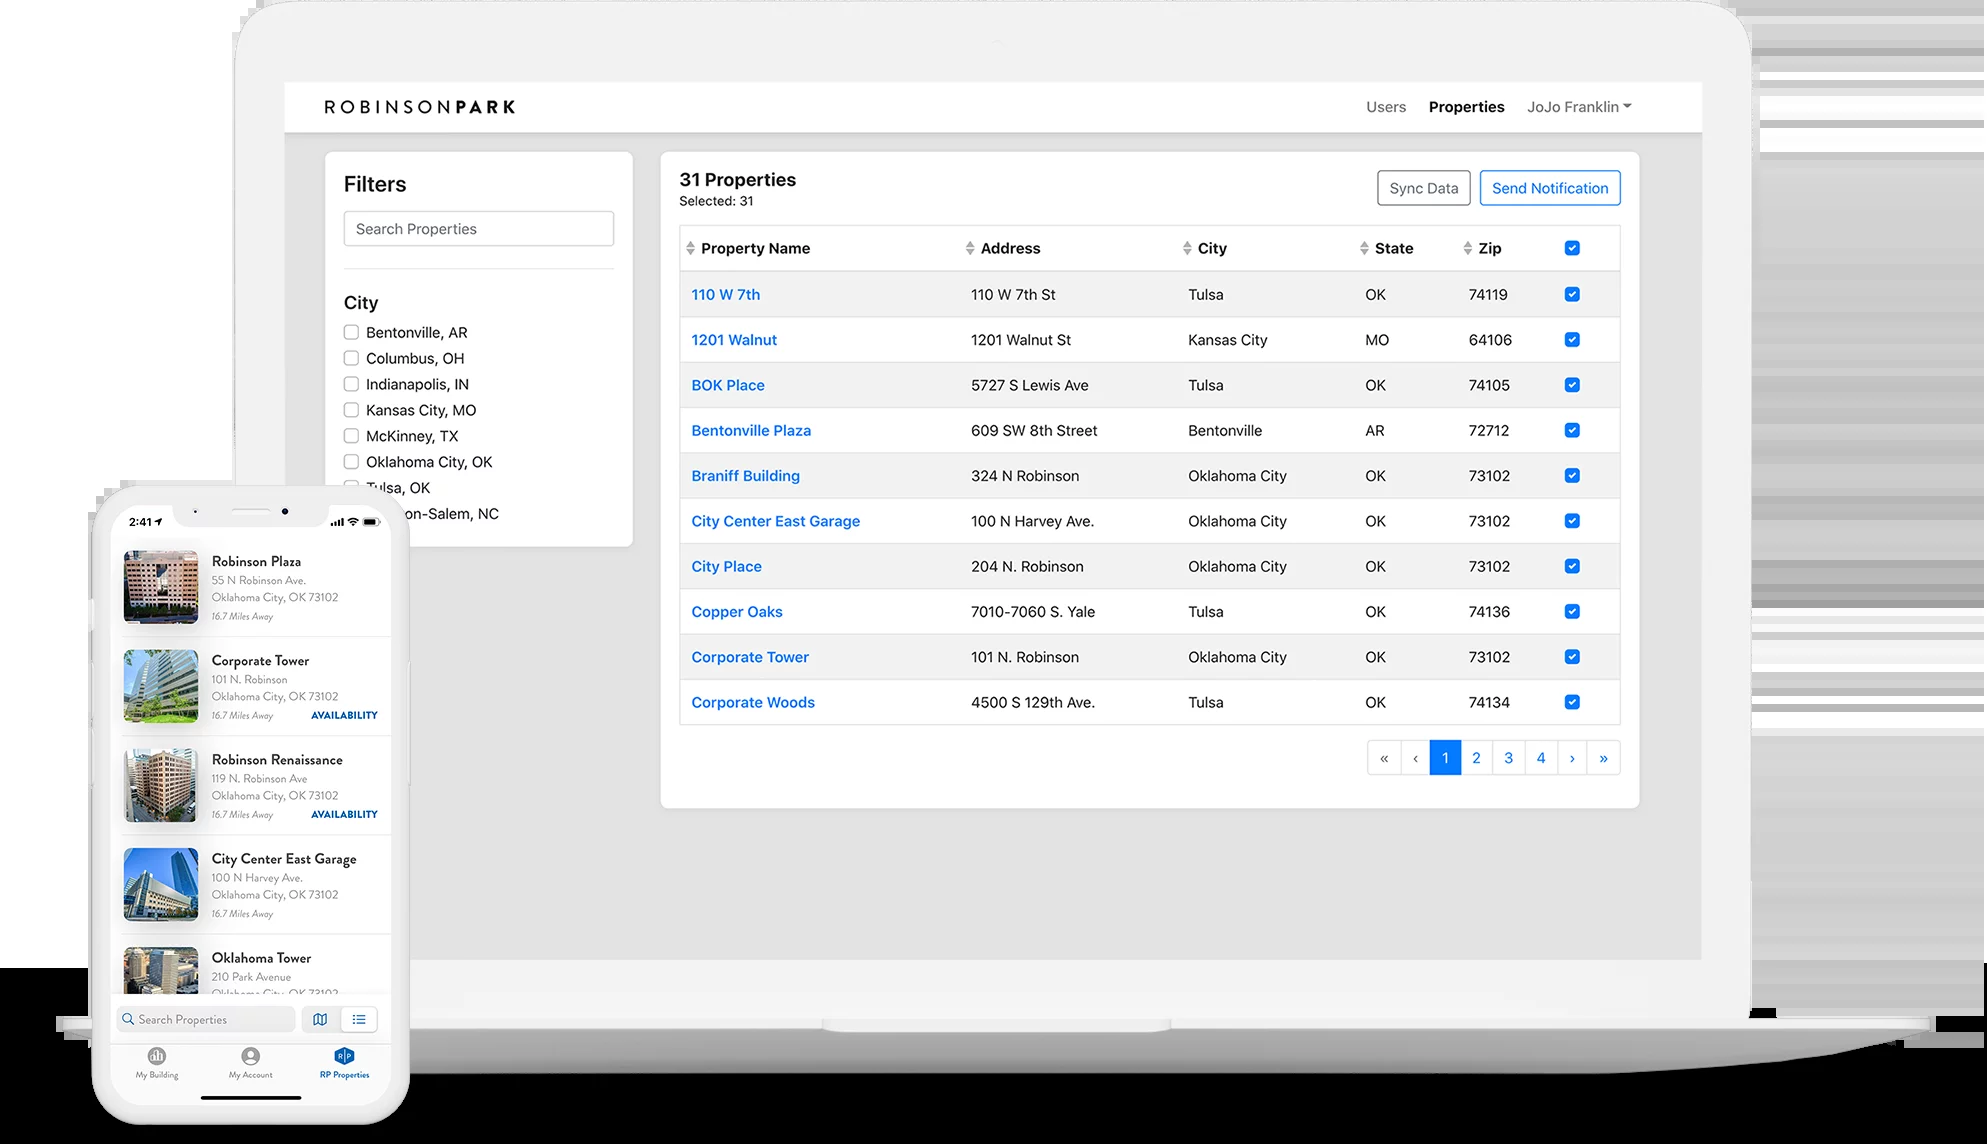 ROBINSONPARK
Users Properties JoJo Franklin
Filters
Search Properties
City
Bentonville, AR
Columbus, OH
Indianapolis, IN
Kansas City, MO
McKinney, TX
Oklahoma City, OK
Tulsa, OK
on-Salem, NC
31 Properties
Selected: 31
Sync Data Send Notification
Property Name Address City State Zip
110 W 7th 110 W 7th St Tulsa OK 74119
1201 Walnut 1201 Walnut St Kansas City MO 64106
BOK Place 5727 S Lewis Ave Tulsa OK 74105
Bentonville Plaza 609 SW 8th Street Bentonville AR 72712
Braniff Building 324 N Robinson Oklahoma City OK 73102
City Center East Garage 100 N Harvey Ave. Oklahoma City OK 73102
City Place 204 N. Robinson Oklahoma City OK 73102
Copper Oaks 7010-7060 S. Yale Tulsa OK 74136
Corporate Tower 101 N. Robinson Oklahoma City OK 73102
Corporate Woods 4500 S 129th Ave. Tulsa OK 74134
« ‹ 1 2 3 4 › »
2:41
Robinson Plaza
55 N Robinson Ave.
Oklahoma City, OK 73102
16.7 Miles Away
Corporate Tower
101 N. Robinson
Oklahoma City, OK 73102
16.7 Miles Away AVAILABILITY
Robinson Renaissance
119 N. Robinson Ave
Oklahoma City, OK 73102
16.7 Miles Away AVAILABILITY
City Center East Garage
100 N Harvey Ave.
Oklahoma City, OK 73102
16.7 Miles Away
Oklahoma Tower
210 Park Avenue
Oklahoma City, OK 73102
Search Properties
R P
My Building My Account RP Properties